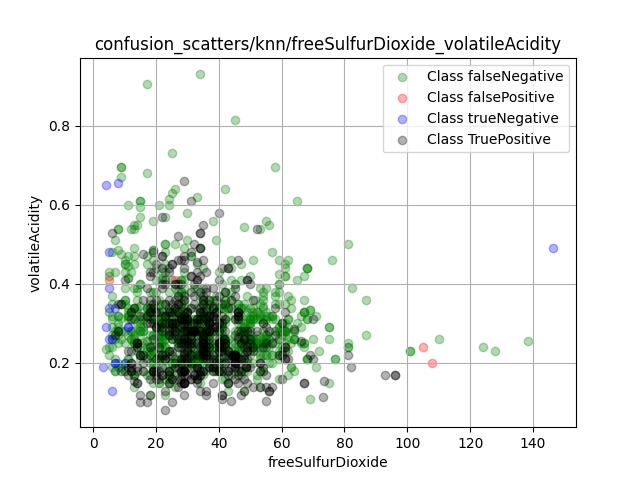 confusion_scatters/knn/freeSulfurDioxide_volatileAcidity
Class falseNegative
Class falsePositive
Class trueNegative
Class TruePositive
volatileAcidity
0.8
0.6
0.4
0.2
0 20 40 60 80 100 120 140
freeSulfurDioxide